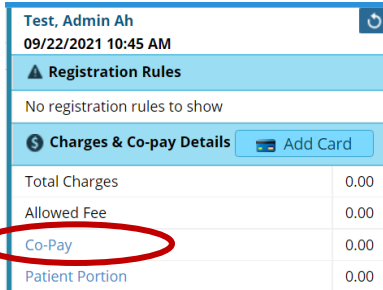 Test, Admin Ah
09/22/2021 10:45 AM
Registration Rules
No registration rules to show
Charges & Co-pay Details Add Card
Total Charges 0.00
Allowed Fee 0.00
Co-Pay 0.00
Patient Portion 0.00